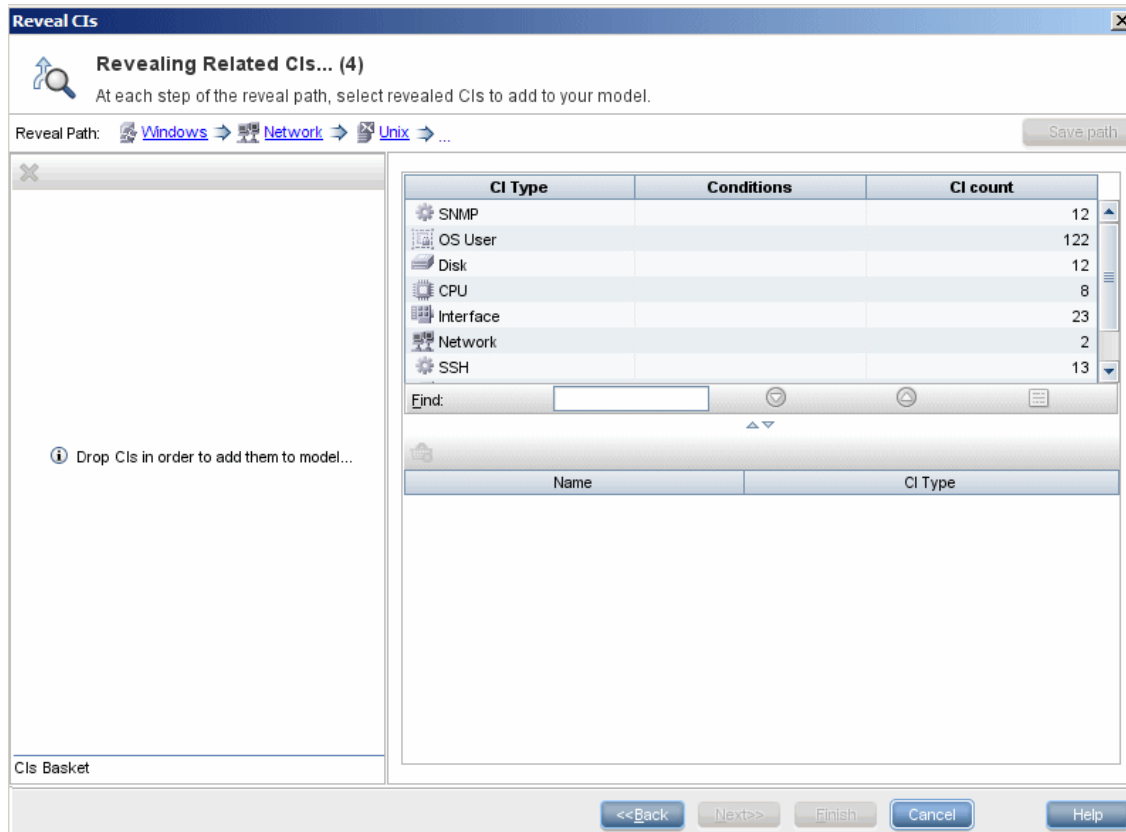 Reveal CIs
Revealing Related CIs... (4)
At each step of the reveal path, select revealed CIs to add to your model.
Reveal Path: Windows Network Unix ...
Save path
CI Type Conditions CI count
SNMP 12
OS User 122
Disk 12
CPU 8
Interface 23
Network 2
SSH 13
Find:
Drop CIs in order to add them to model...
Name CI Type
CIs Basket
<<Back Next>> Finish Cancel Help